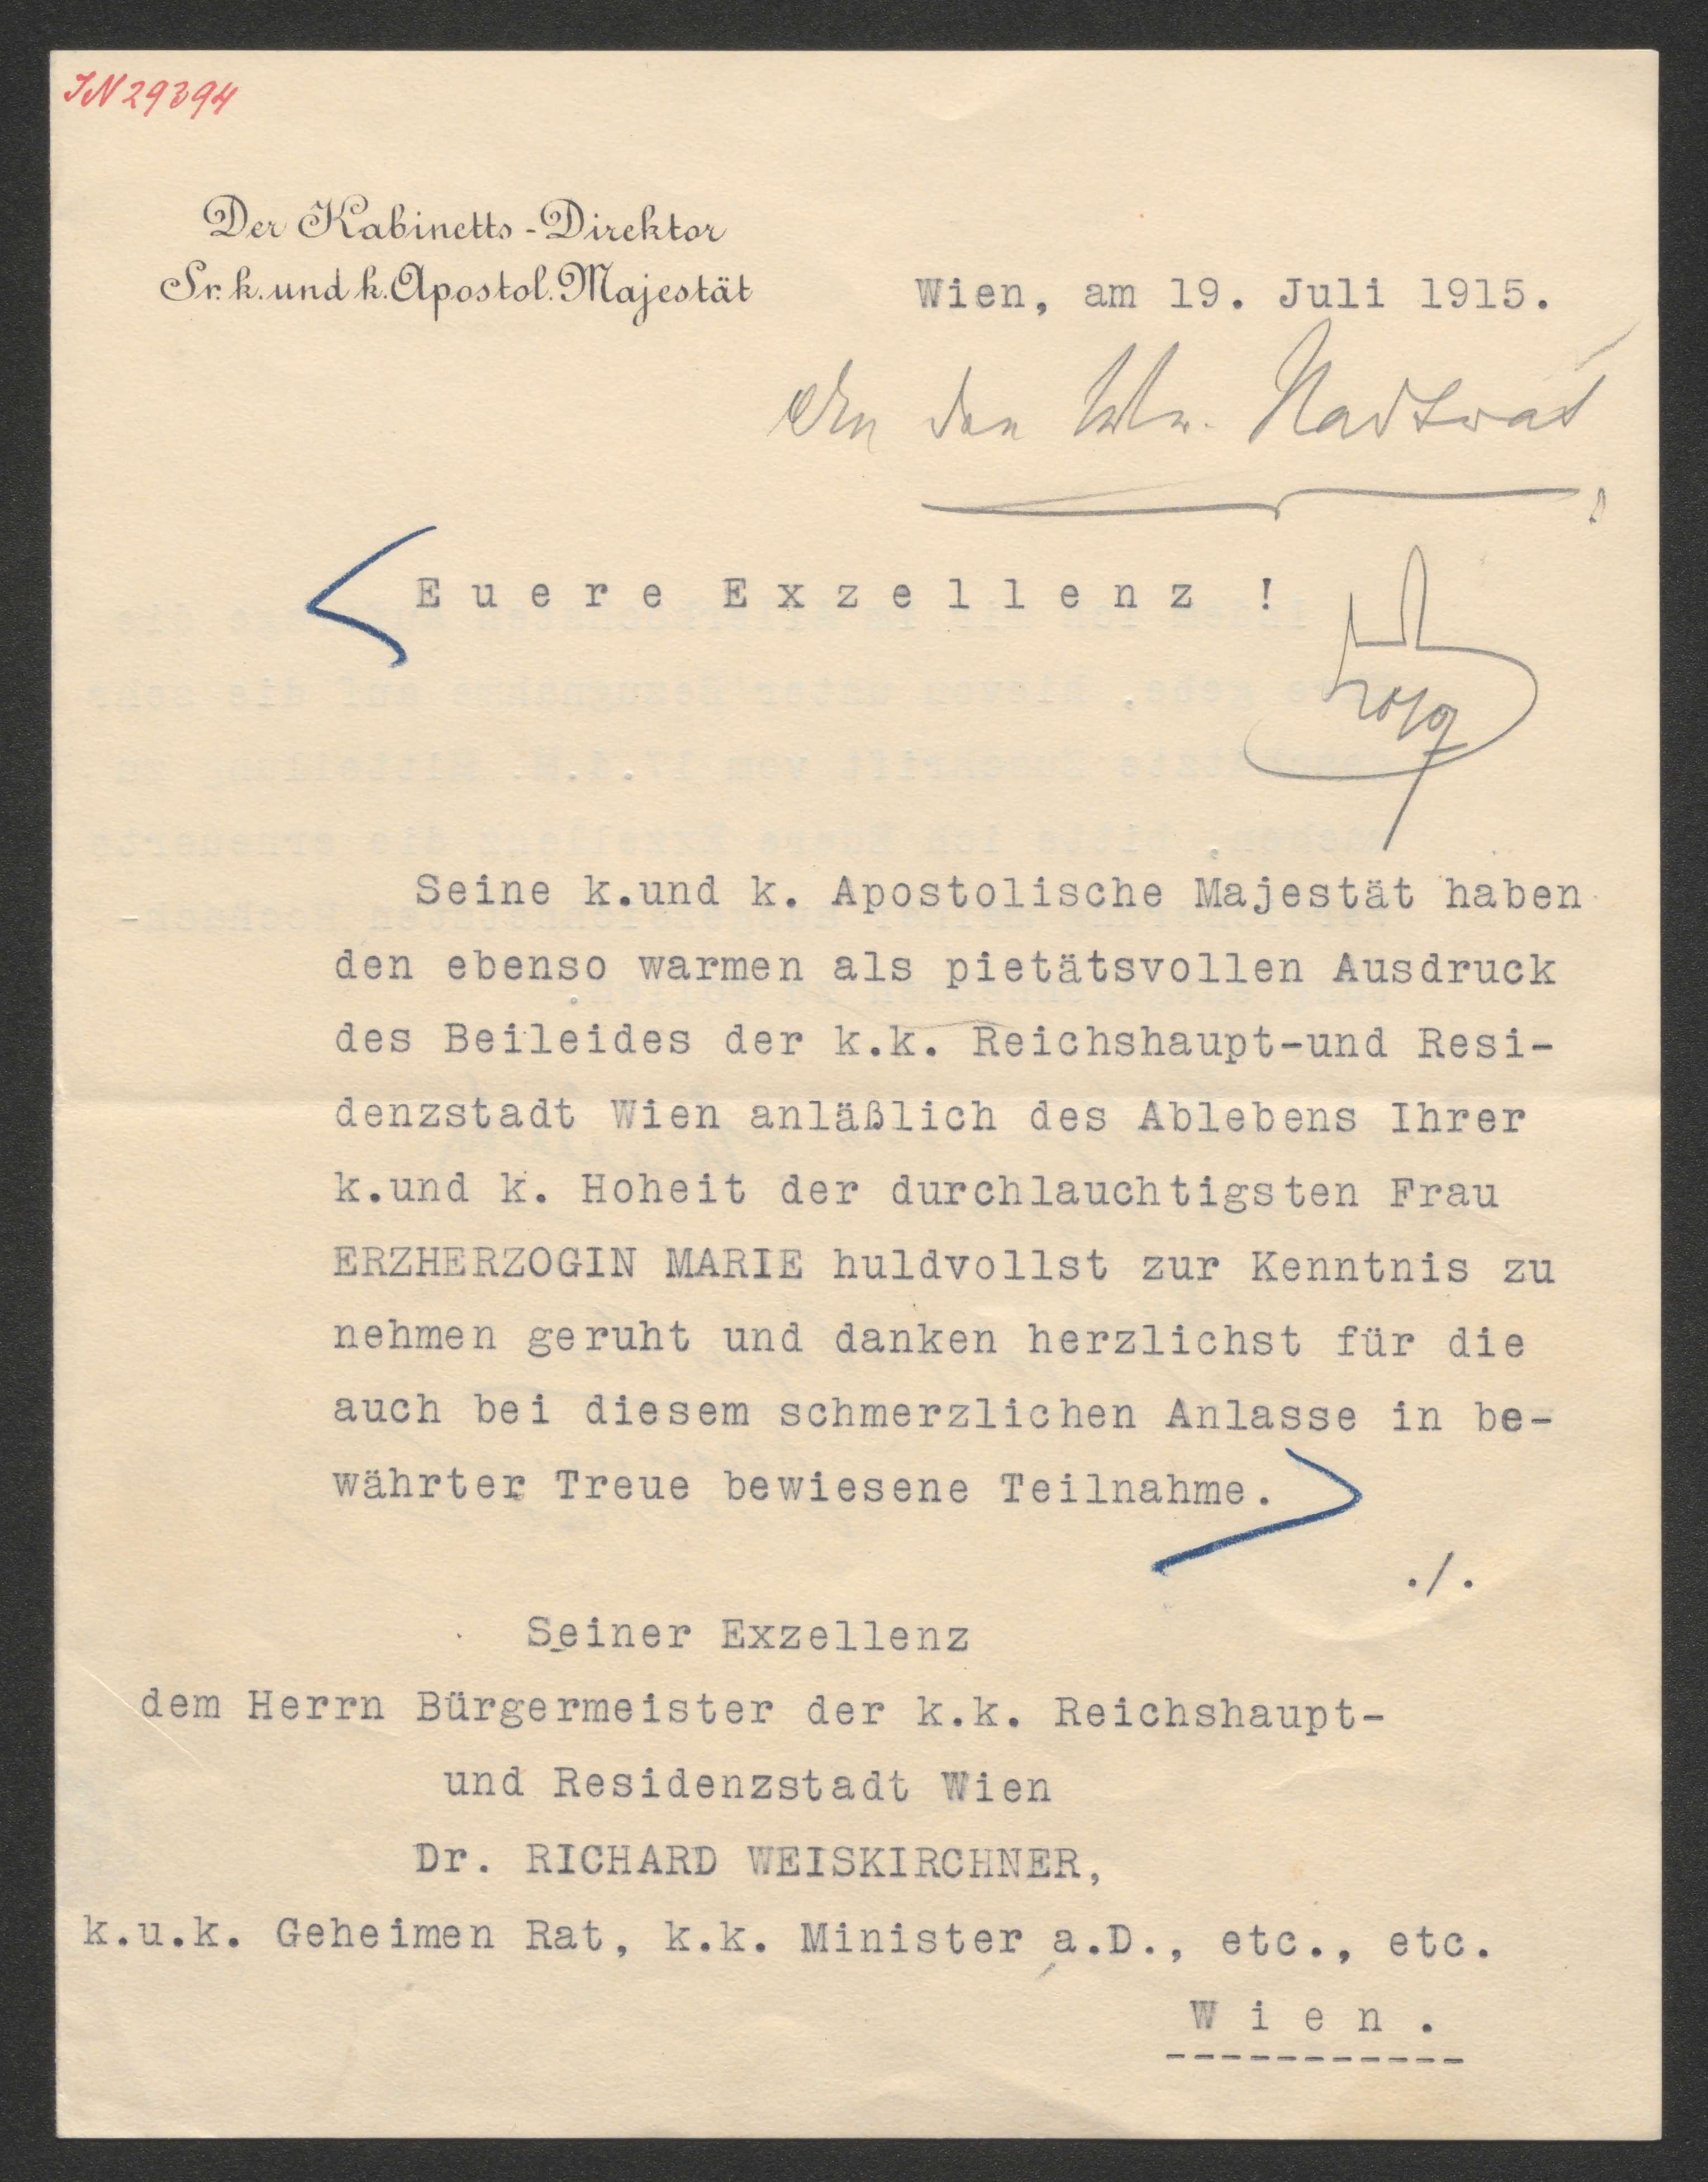 IN 29394
Der Kabinetts-Direktor
Sr. k. und k. Apostol. Majestät
Wien, am 19. Juli 1915.
An den Stadtrat
E u e r e  E x z e l l e n z !
Seine k.und k. Apostolische Majestät haben
den ebenso warmen als pietätsvollen Ausdruck
des Beileides der k.k. Reichshaupt-und Resi-
denzstadt Wien anläßlich des Ablebens Ihrer
k.und k. Hoheit der durchlauchtigsten Frau
ERZHERZOGIN MARIE huldvollst zur Kenntnis zu
nehmen geruht und danken herzlichst für die
auch bei diesem schmerzlichen Anlasse in be-
währter Treue bewiesene Teilnahme.
./.
Seiner Exzellenz
dem Herrn Bürgermeister der k.k. Reichshaupt-
und Residenzstadt Wien
Dr. RICHARD WEISKIRCHNER,
k.u.k. Geheimen Rat, k.k. Minister a.D., etc., etc.
W i e n .